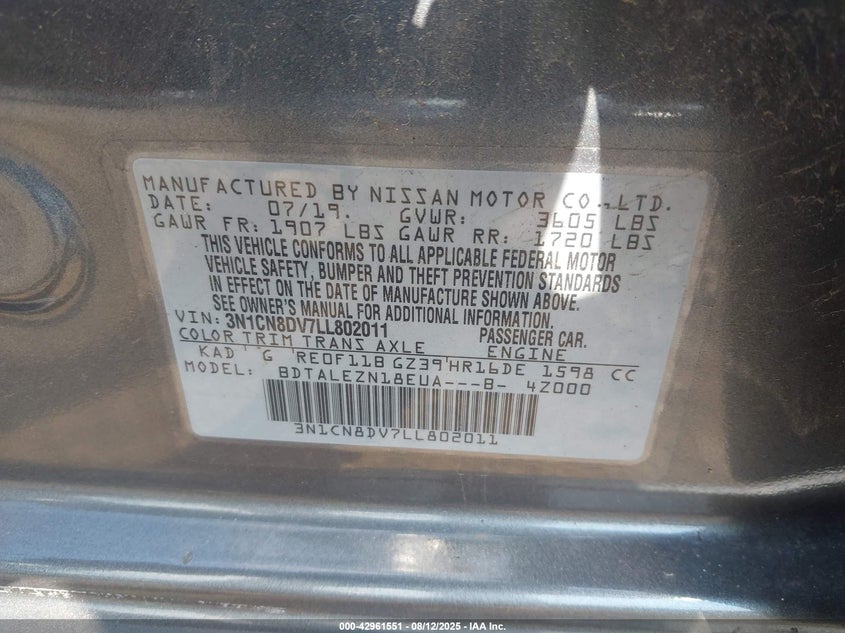 MANUFACTURED BY NISSAN MOTOR CO.,LTD.
DATE: 07/19. GVWR: 3605 LBS
GAWR FR: 1907 LBS GAWR RR: 1720 LBS
THIS VEHICLE CONFORMS TO ALL APPLICABLE FEDERAL MOTOR
VEHICLE SAFETY, BUMPER AND THEFT PREVENTION STANDARDS
IN EFFECT ON THE DATE OF MANUFACTURE SHOWN ABOVE.
SEE OWNER'S MANUAL FOR ADDITIONAL INFORMATION.
VIN: 3N1CN8DV7LL802011 PASSENGER CAR.
COLOR TRIM TRANS AXLE ENGINE
KAD ' G 'RE0F11B GZ39'HR16DE 1598 CC
MODEL: BDTALEZN18EUA---B- 4Z000
3N1CN8DV7LL802011
000-42961551 - 08/12/2025 - IAA Inc.